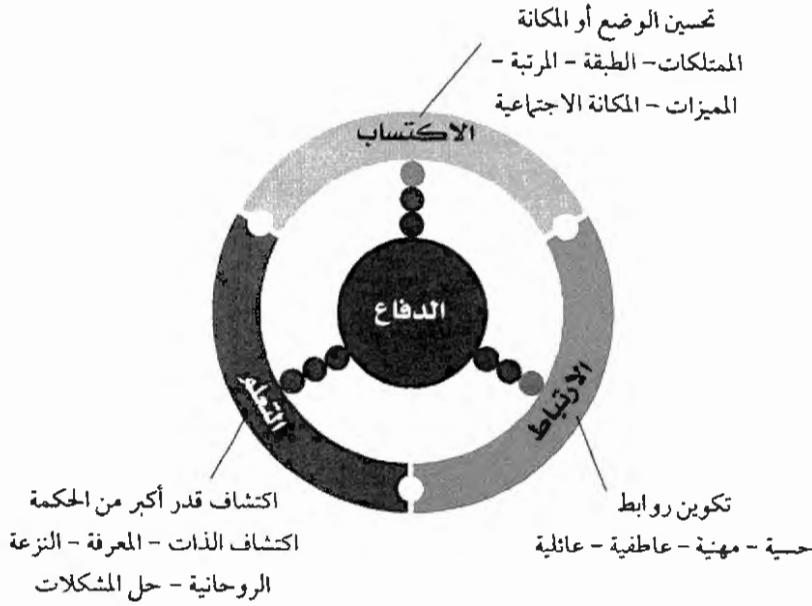 تحسين الوضع أو المكانة
الممتلكات – الطبقة – المرتبة –
المميزات – المكانة الاجتماعية
الاكتساب
الدفاع
الارتباط
التعلم
تكوين روابط
حسية – مهنية – عاطفية – عائلية
اكتشاف قدر أكبر من الحكمة
اكتشاف الذات – المعرفة – النزعة
الروحانية – حل المشكلات